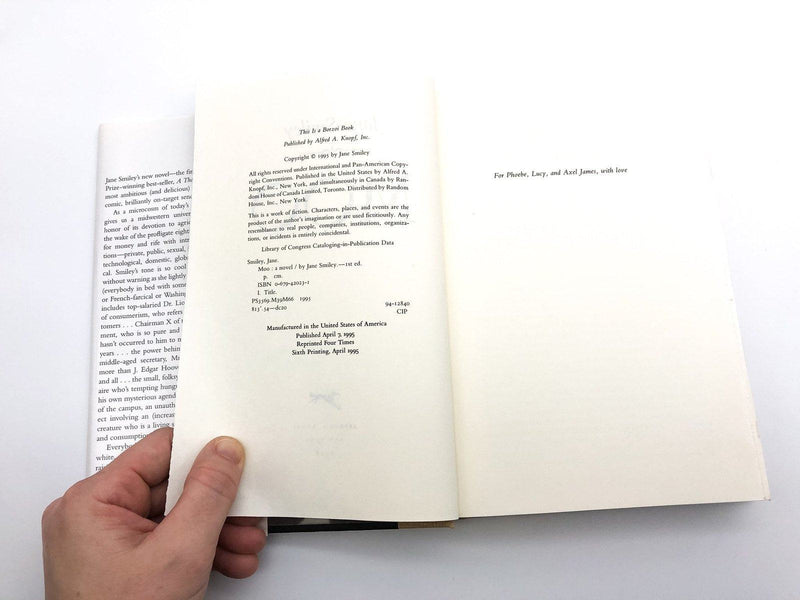 Jane Smiley's new novel—the fir
Prize-winning best-seller, A Tho
most ambitious (and delicious)
comic, brilliantly on-target send
As a microcosm of today's
gives us a midwestern univer
honor of its devotion to agric
the wake of the profligate eight
for money and rife with intr
tions—private, public, sexual,
technological, domestic, glob
cal. Smiley's tone is so cool
without warning as she lightly
(everybody in bed with some
or French-farcical or Washing
includes top-salaried Dr. Lio
of consumerism, who refers
tomers . . . Chairman X of
ment, who is so pure and
hasn't occurred to him to m
years . . . the power behin
middle-aged secretary, M
more than J. Edgar Hoov
and all . . . the small, folksy
aire who's tempting hung
his own mysterious agend
of the campus, an unauth
ect involving an (increas
creature who is a living s
and consumption
Everybo
white,
This Is a Borzoi Book
Published by Alfred A. Knopf, Inc.
Copyright © 1995 by Jane Smiley
All rights reserved under International and Pan-American Copy-
right Conventions. Published in the United States by Alfred A.
Knopf, Inc., New York, and simultaneously in Canada by Ran-
dom House of Canada Limited, Toronto. Distributed by Random
House, Inc., New York.
This is a work of fiction. Characters, places, and events are the
product of the author's imagination or are used fictitiously. Any
resemblance to real people, companies, institutions, organiza-
tions, or incidents is entirely coincidental.
Library of Congress Cataloging-in-Publication Data
Smiley, Jane.
Moo : a novel / by Jane Smiley.—1st ed.
p. cm.
ISBN 0-679-42023-1
I. Title.
PS3569.M39M66 1995
813'.54—dc20 94-12840
CIP
Manufactured in the United States of America
Published April 3, 1995
Reprinted Four Times
Sixth Printing, April 1995
For Phoebe, Lucy, and Axel James, with love